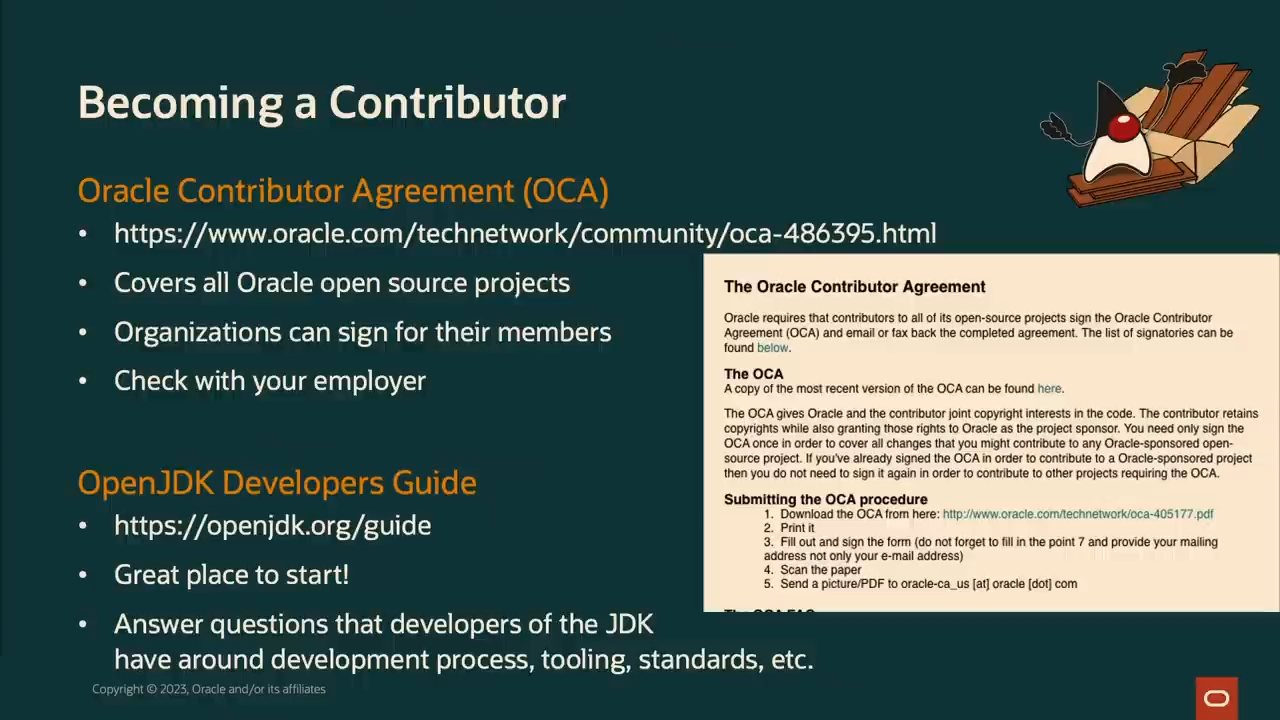 Becoming a Contributor
Oracle Contributor Agreement (OCA)
• https://www.oracle.com/technetwork/community/oca-486395.html
• Covers all Oracle open source projects
• Organizations can sign for their members
• Check with your employer
OpenJDK Developers Guide
• https://openjdk.org/guide
• Great place to start!
• Answer questions that developers of the JDK
have around development process, tooling, standards, etc.
The Oracle Contributor Agreement
Oracle requires that contributors to all of its open-source projects sign the Oracle Contributor
Agreement (OCA) and email or fax back the completed agreement. The list of signatories can be
found below.
The OCA
A copy of the most recent version of the OCA can be found here.
The OCA gives Oracle and the contributor joint copyright interests in the code. The contributor retains
copyrights while also granting those rights to Oracle as the project sponsor. You need only sign the
OCA once in order to cover all changes that you might contribute to any Oracle-sponsored open-
source project. If you've already signed the OCA in order to contribute to a Oracle-sponsored project
then you do not need to sign it again in order to contribute to other projects requiring the OCA.
Submitting the OCA procedure
1. Download the OCA from here: http://www.oracle.com/technetwork/oca-405177.pdf
2. Print it
3. Fill out and sign the form (do not forget to fill in the point 7 and provide your mailing
address not only your e-mail address)
4. Scan the paper
5. Send a picture/PDF to oracle-ca_us [at] oracle [dot] com
The OCA FAQ
Copyright © 2023, Oracle and/or its affiliates